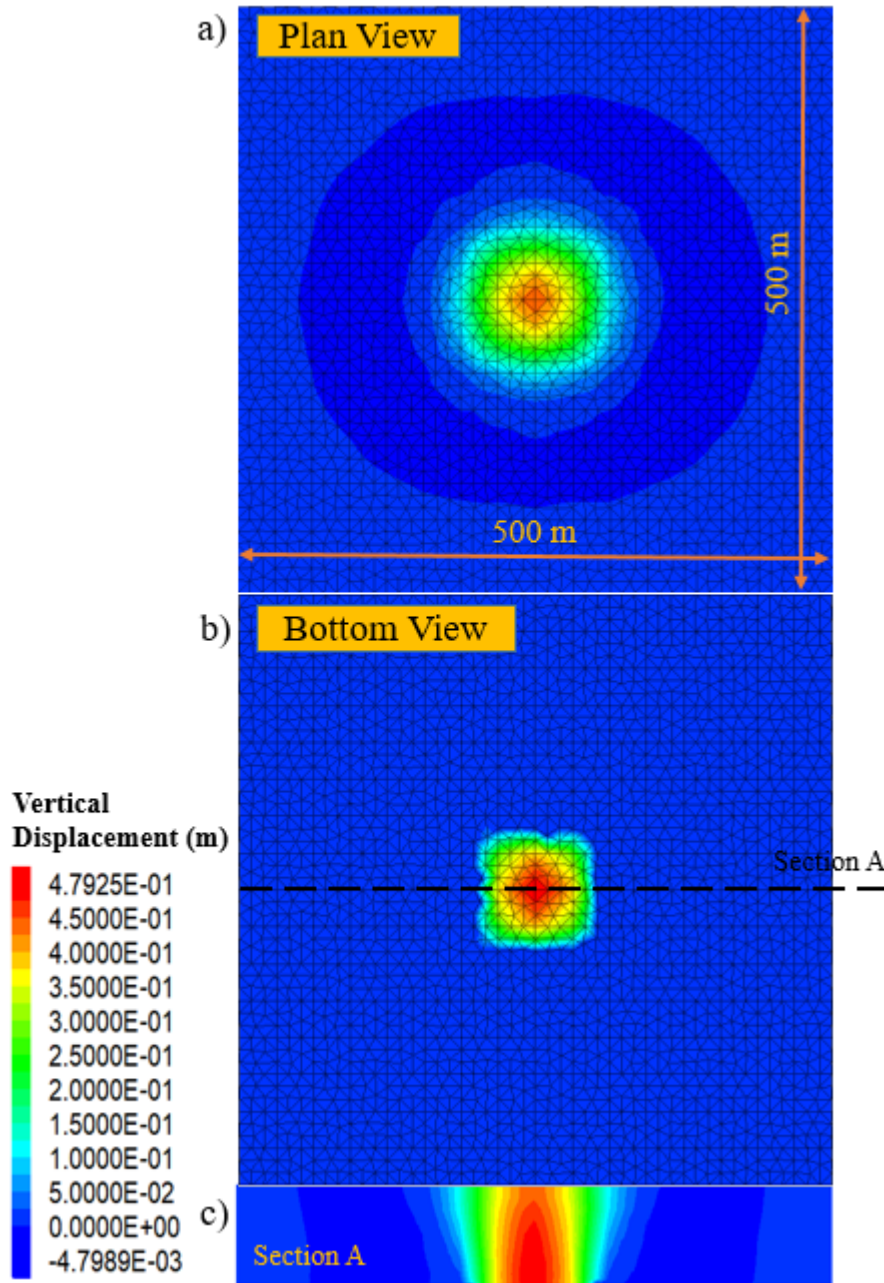 a)
Plan View
500 m
500 m
b)
Bottom View
Section A
Vertical
Displacement (m)
4.7925E-01
4.5000E-01
4.0000E-01
3.5000E-01
3.0000E-01
2.5000E-01
2.0000E-01
1.5000E-01
1.0000E-01
5.0000E-02
0.0000E+00
-4.7989E-03
c)
Section A